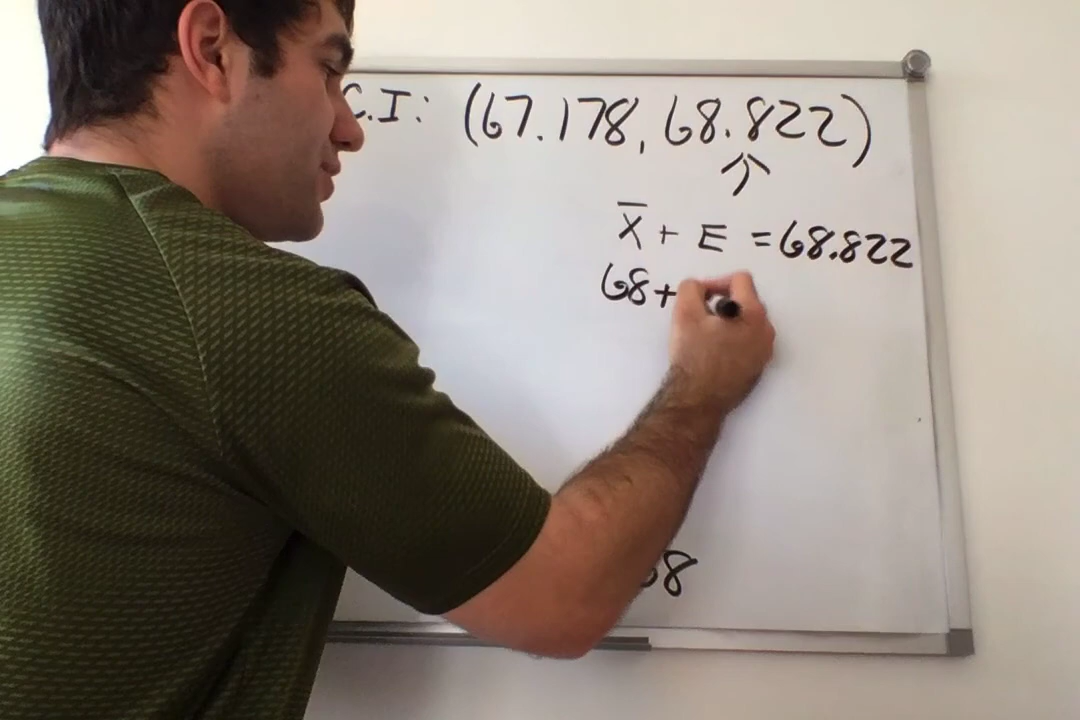 C.I: (67.178, 68.822)
↑
X̅ + E = 68.822
68+
8